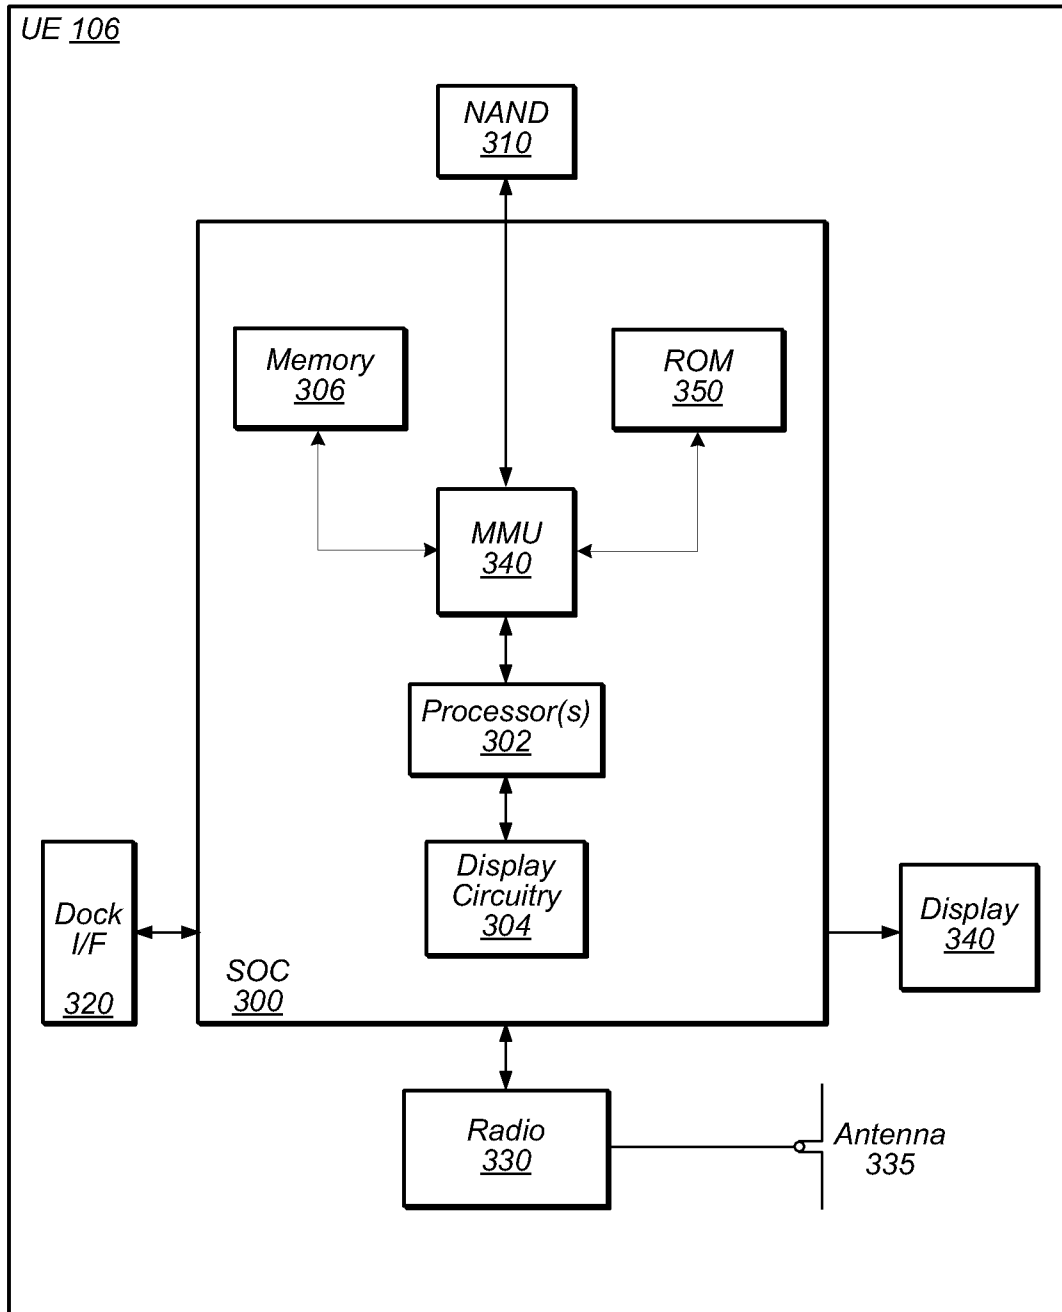 UE 106
NAND
310
Memory
306
ROM
350
MMU
340
Processor(s)
302
Display
Circuitry
304
Dock
I/F
320
SOC
300
Display
340
Radio
330
Antenna
335